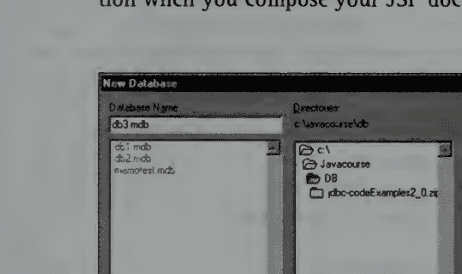 tion when you compose your JSP doc
New Database
Database Name
db3.mdb
db1.mdb
db2.mdb
memotest.mdb
Directories:
c:\javacourse\db
c:\
Javacourse
DB
jdbc-codeExamples2_0.zip